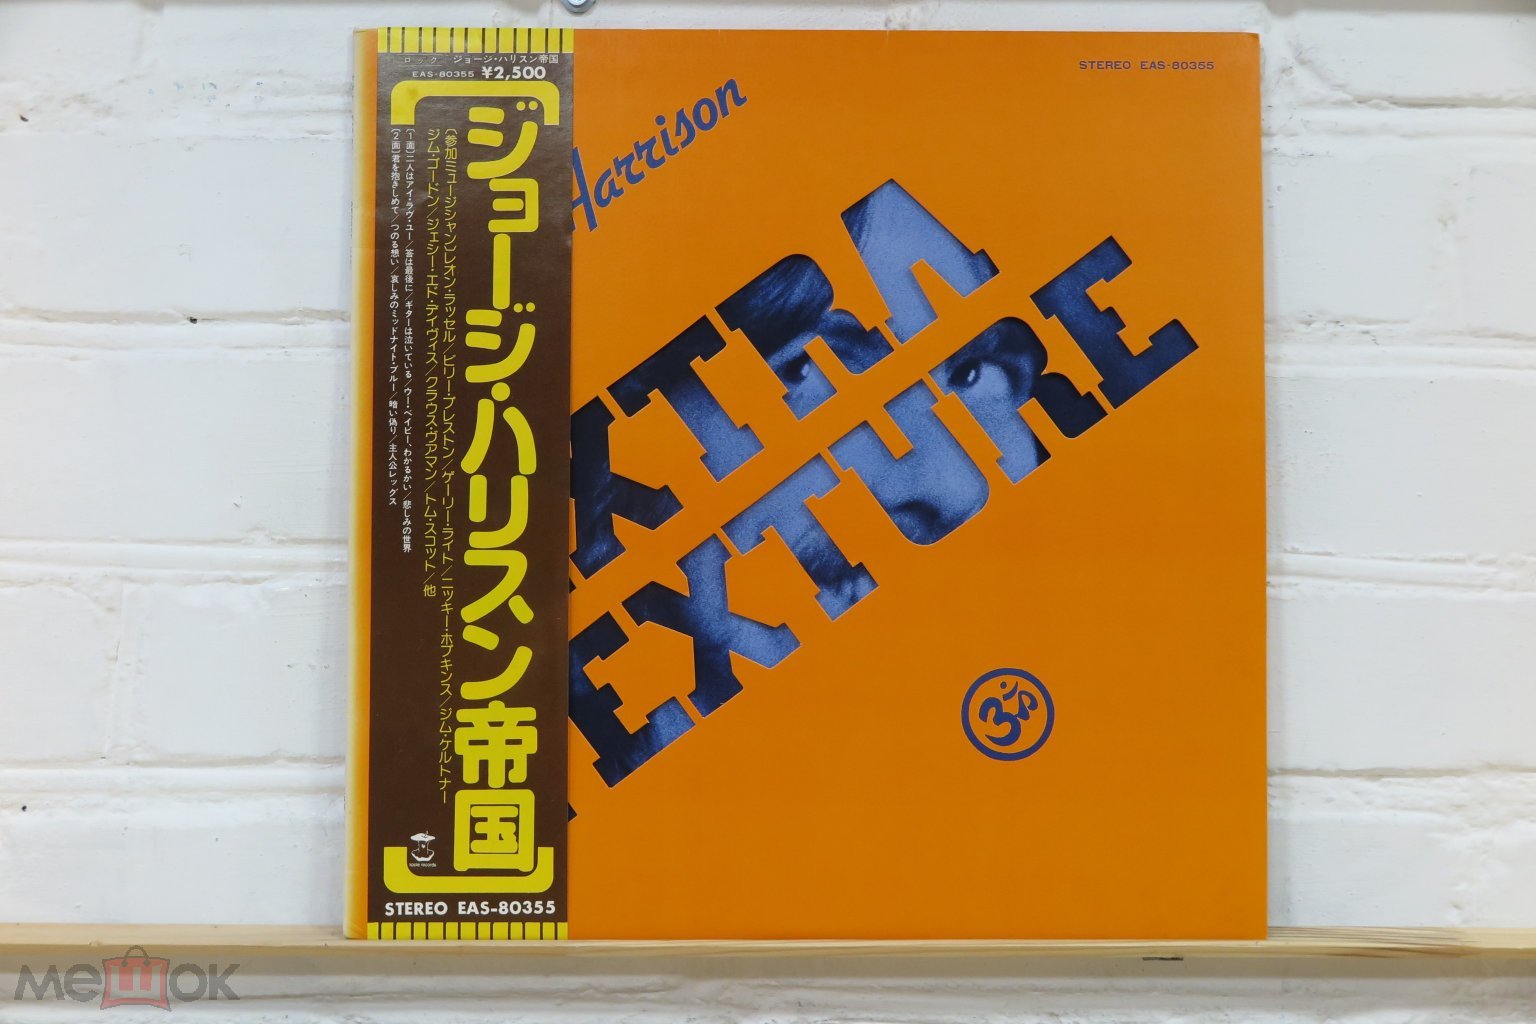 ロック ジョージ・ハリスン帝国
EAS-80355 ¥2,500
ジョージ・ハリスン帝国
〔参加ミュージシャン〕レオン・ラッセル/ビリー・プレストン/ゲーリー・ライト/ニッキー・ホプキンス/ジム・ケルトナー
ジム・ゴードン/ジェシー・エド・デイヴィス/クラウス・ヴァマン/トム・スコット/他
〔1面〕二人はアイ・ラヴ・ユー/答は最後に/ギターは泣いている/ウー・ベイビー、わかるかい/悲しみの世界
〔2面〕君を抱きしめて/つのる想い/哀しみのミッドナイト・ブルー/暗い偽り/主人公レッグス
apple records
STEREO EAS-80355
STEREO EAS-80355
Harrison
XTRA
TEXTURE
ॐ
мешок